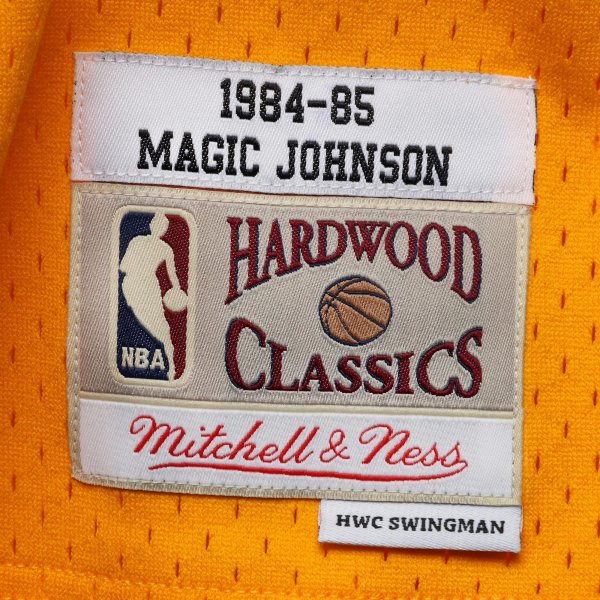 1984-85
MAGIC JOHNSON
HARDWOOD
NBA
CLASSICS
Mitchell & Ness
HWC SWINGMAN